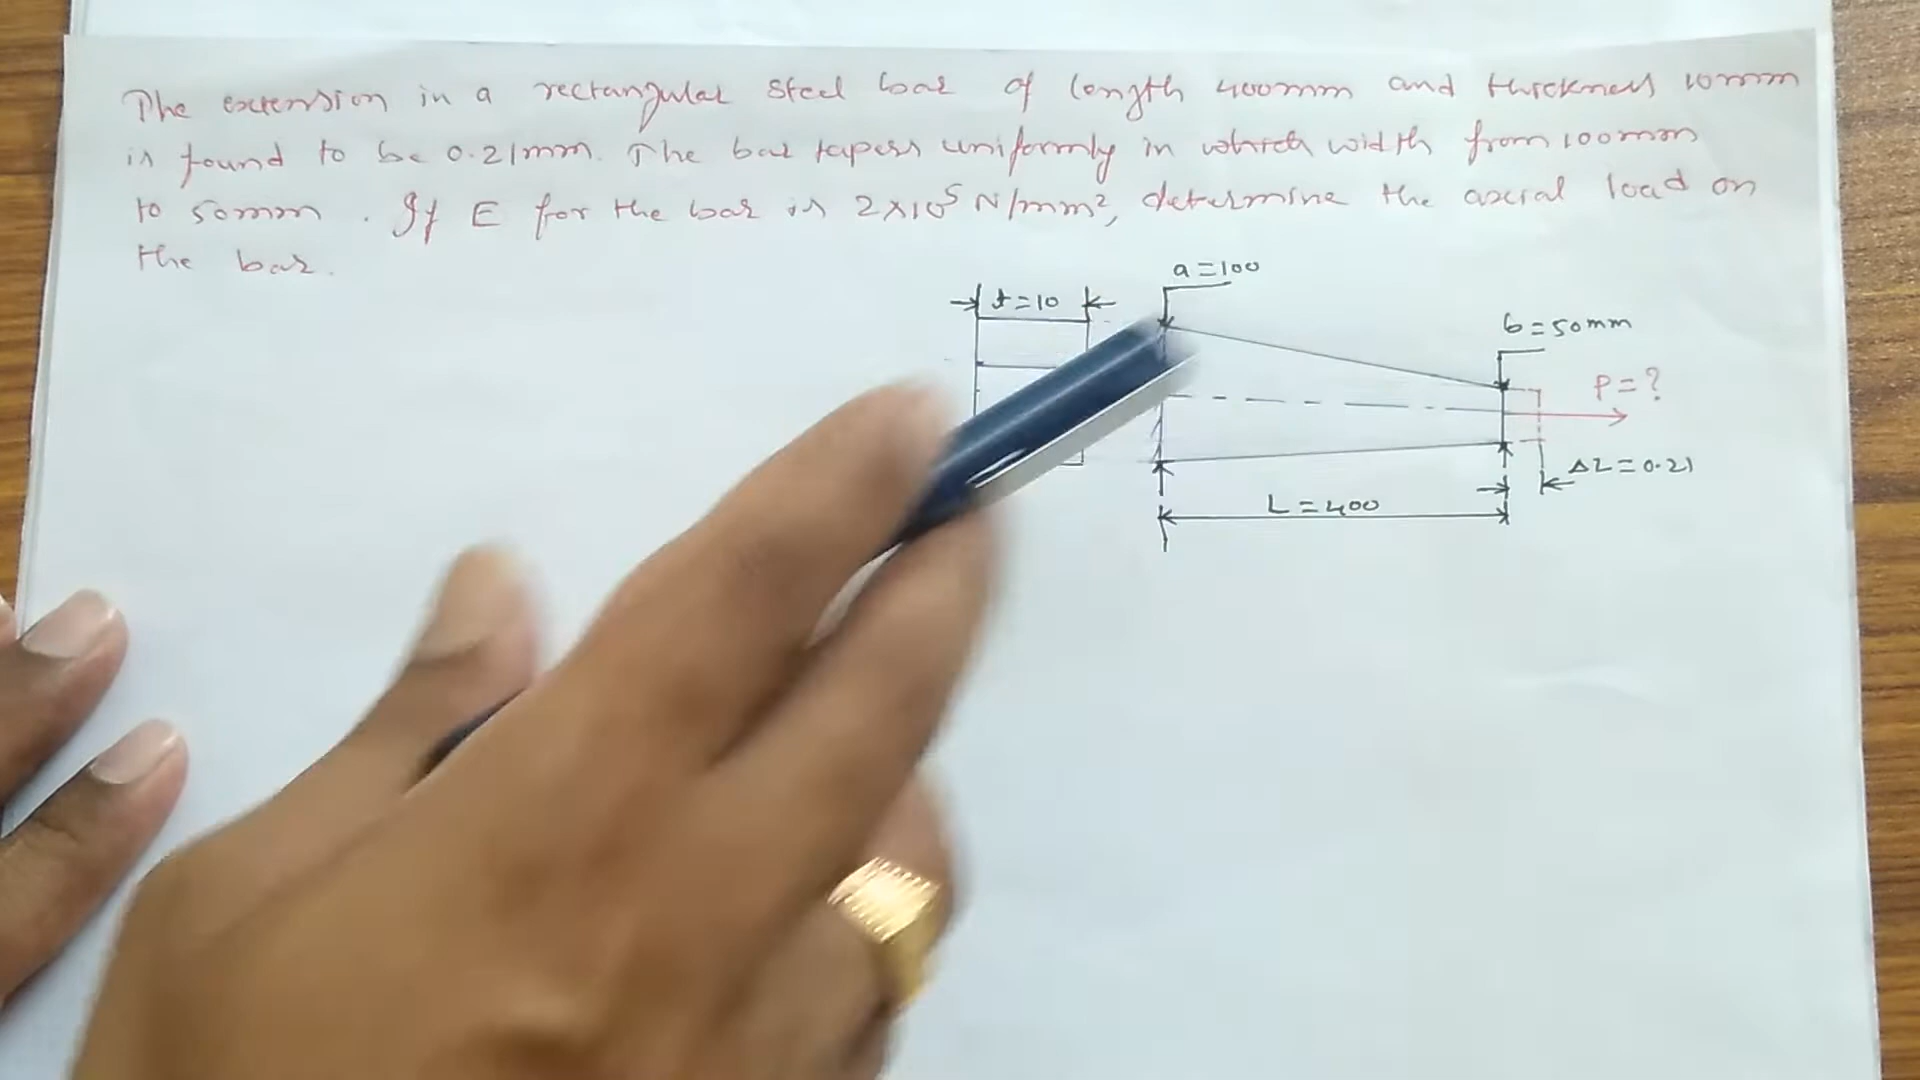 The extension in a rectangular steel bar of length 400mm and thickness 10mm
is found to be 0.21mm. The bar tapers uniformly in which width from 100mm
to 50mm. If E for the bar is 2×10⁵ N/mm², determine the axial load on
the bar.
a=100
t=10
b=50mm
P=?
ΔL=0.21
L=400